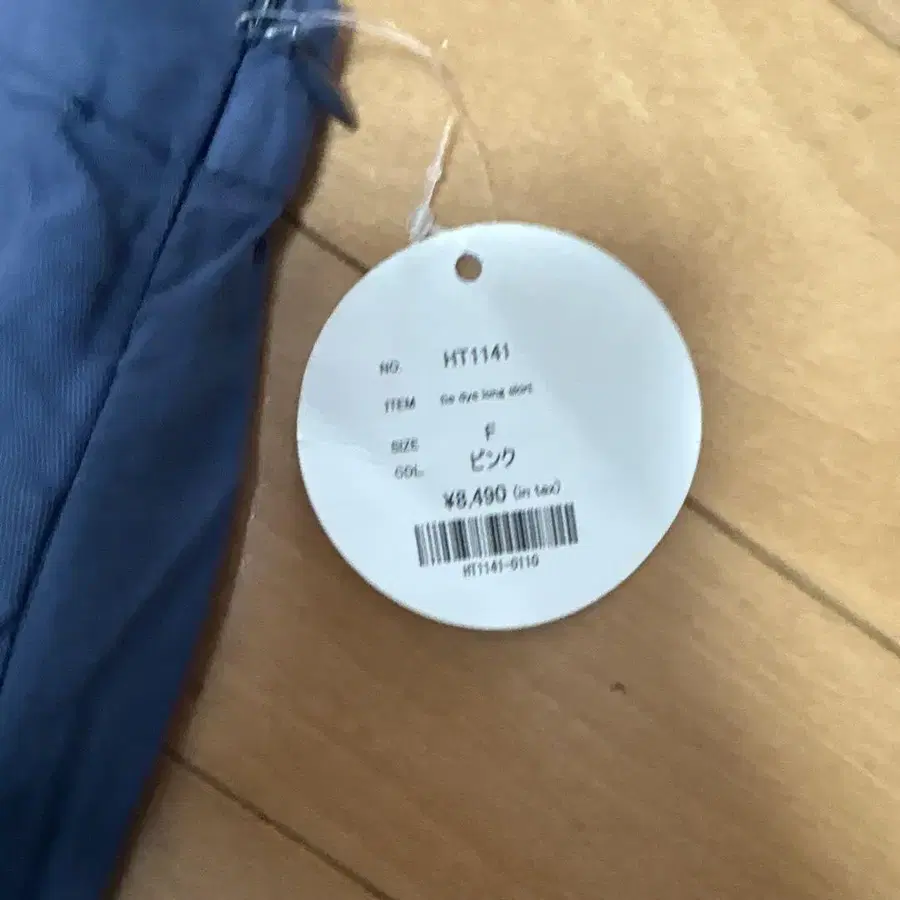 NO. HT1141
ITEM tie dye long skirt
SIZE F
COL. ピンク
¥8,490 (in tax)
HT1141-0110